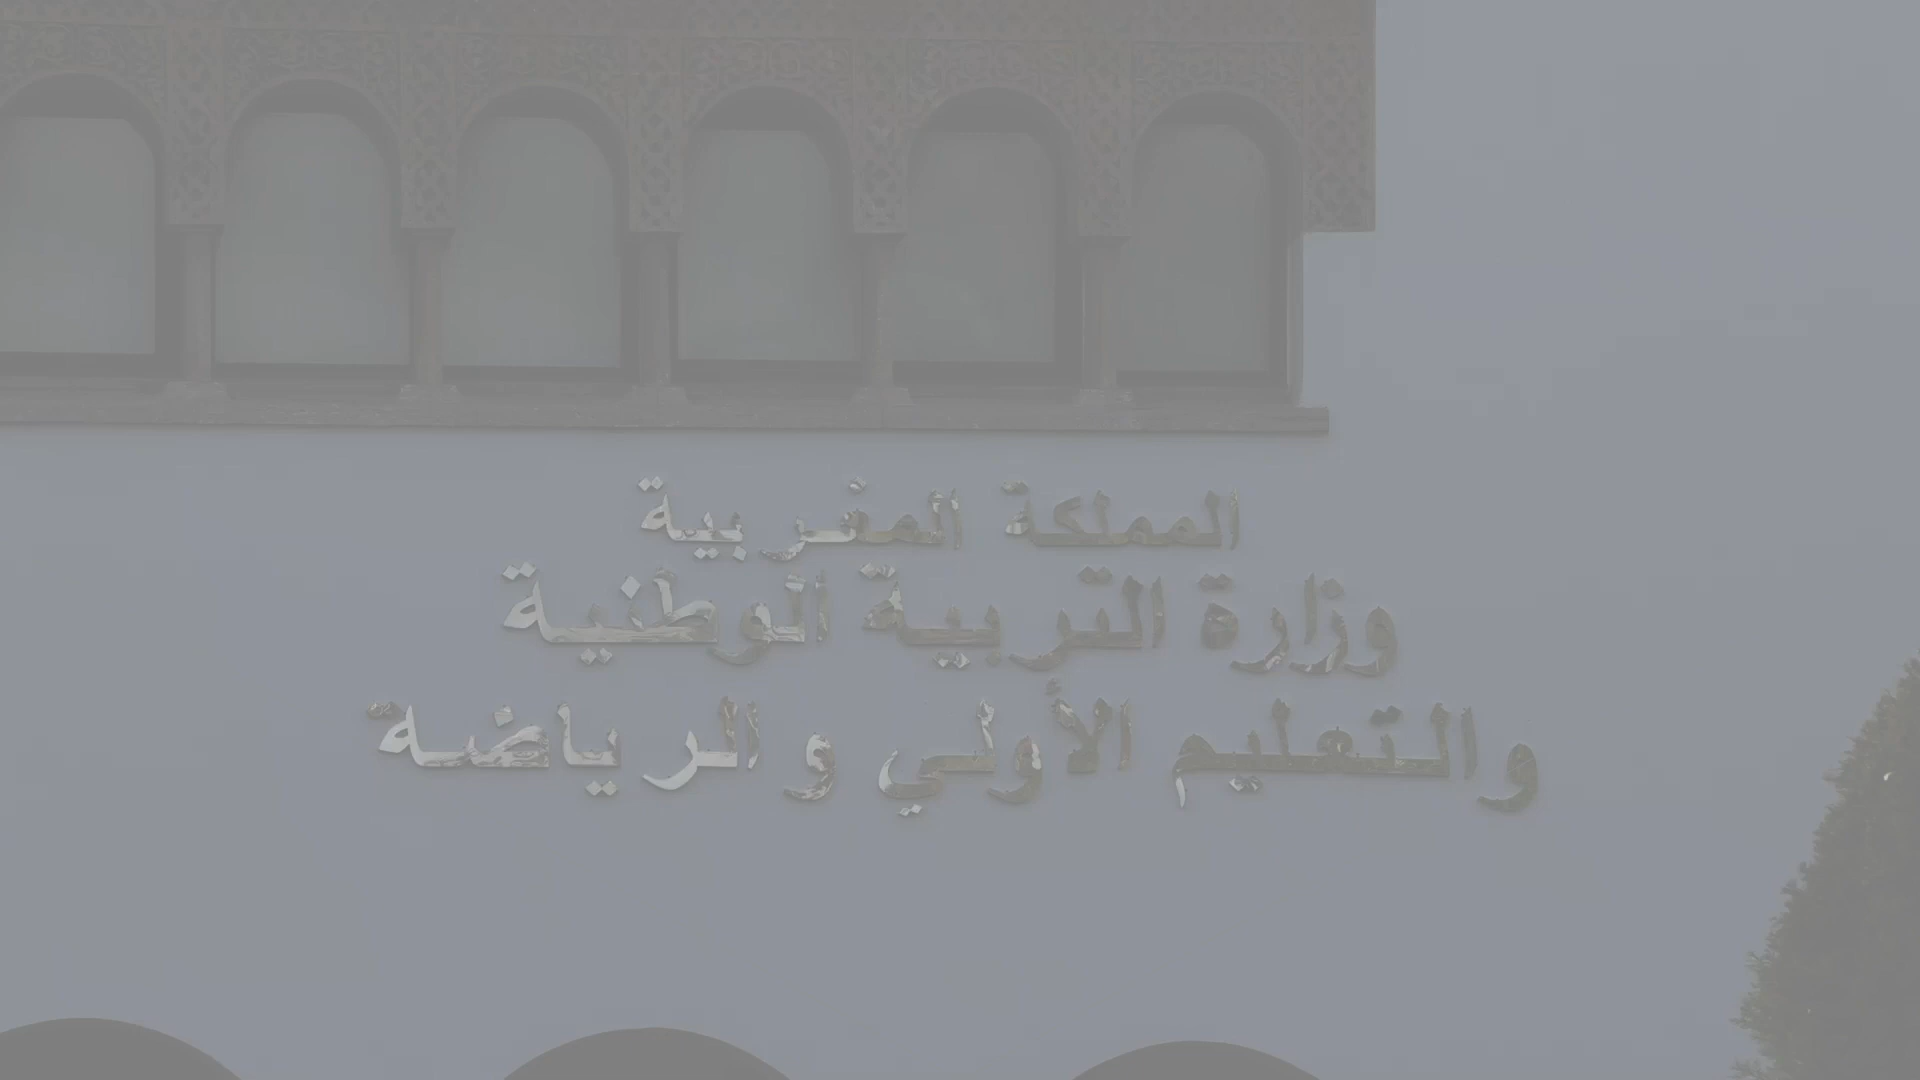 المملكة المغربية
وزارة التربية الوطنية
والتعليم الأولي والرياضة